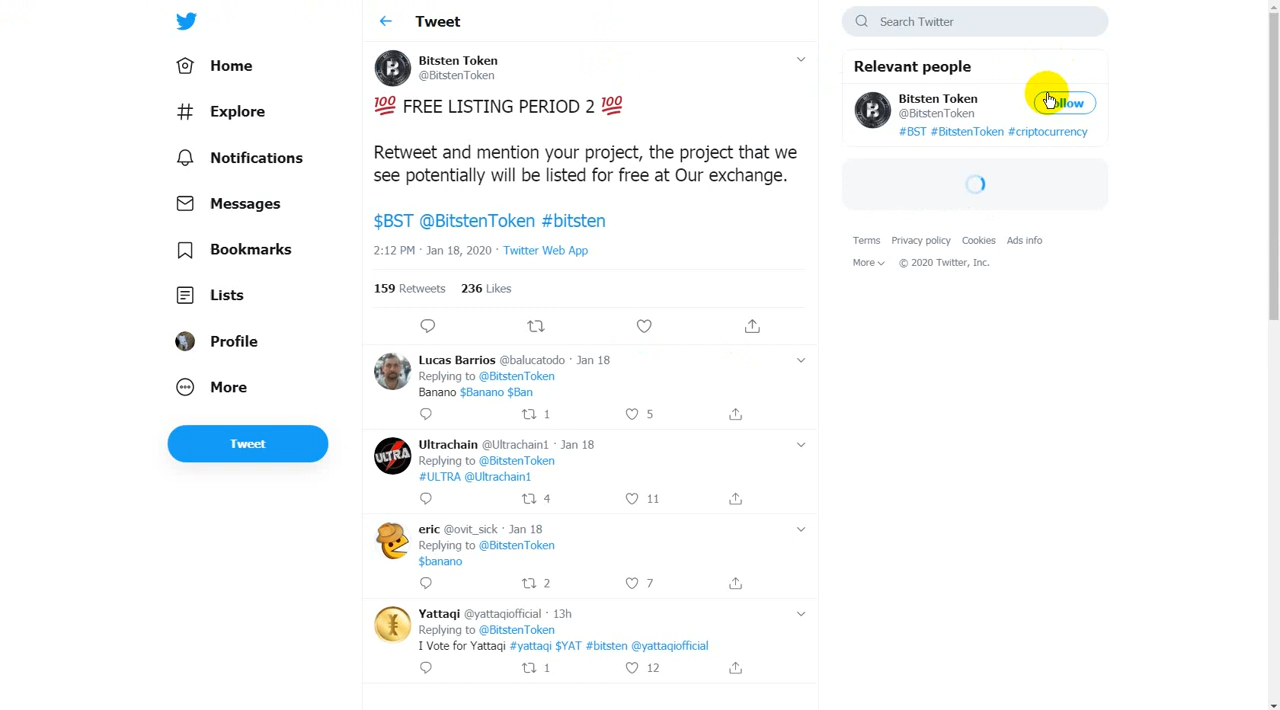 Home
Explore
Notifications
Messages
Bookmarks
Lists
Profile
More
Tweet
Tweet
Bitsten Token
@BitstenToken
💯 FREE LISTING PERIOD 2 💯
Retweet and mention your project, the project that we
see potentially will be listed for free at Our exchange.
$BST @BitstenToken #bitsten
2:12 PM · Jan 18, 2020 · Twitter Web App
159 Retweets 236 Likes
Lucas Barrios @balucatodo · Jan 18
Replying to @BitstenToken
Banano $Banano $Ban
1 5
Ultrachain @Ultrachain1 · Jan 18
Replying to @BitstenToken
#ULTRA @Ultrachain1
4 11
ULTRA
eric @ovit_sick · Jan 18
Replying to @BitstenToken
$banano
2 7
Yattaqi @yattaqiofficial · 13h
Replying to @BitstenToken
I Vote for Yattaqi #yattaqi $YAT #bitsten @yattaqiofficial
1 12
Search Twitter
Relevant people
Bitsten Token
@BitstenToken
#BST #BitstenToken #criptocurrency
Terms Privacy policy Cookies Ads info
More © 2020 Twitter, Inc.